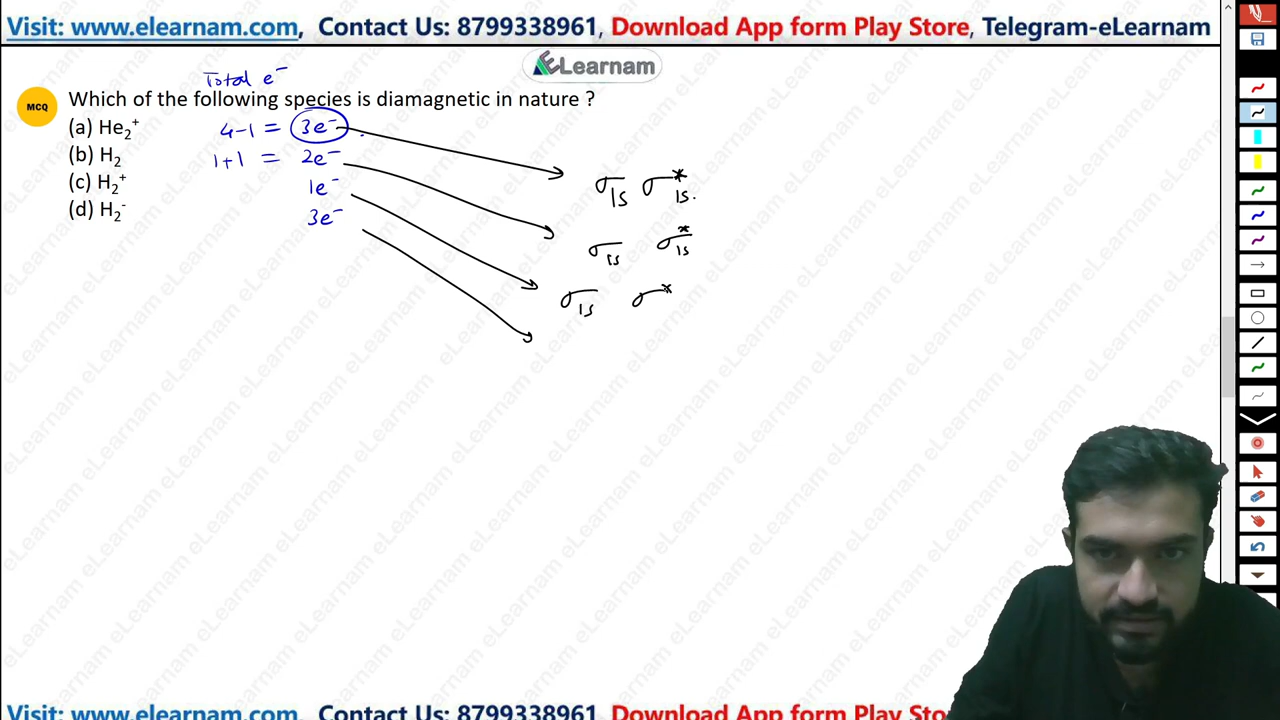 Visit: www.elearnam.com, Contact Us: 8799338961, Download App form Play Store, Telegram-eLearnam
ELearnam
Total e⁻
MCQ Which of the following species is diamagnetic in nature ?
(a) He₂⁺ 4-1 = 3e⁻
(b) H₂ 1+1 = 2e⁻
(c) H₂⁺ 1e⁻
(d) H₂⁻ 3e⁻
σ1s σ*1s.
σ1s σ*1s
σ1s σ*
Visit: www.elearnam.com, Contact Us: 8799338961, Download App form Play Sto